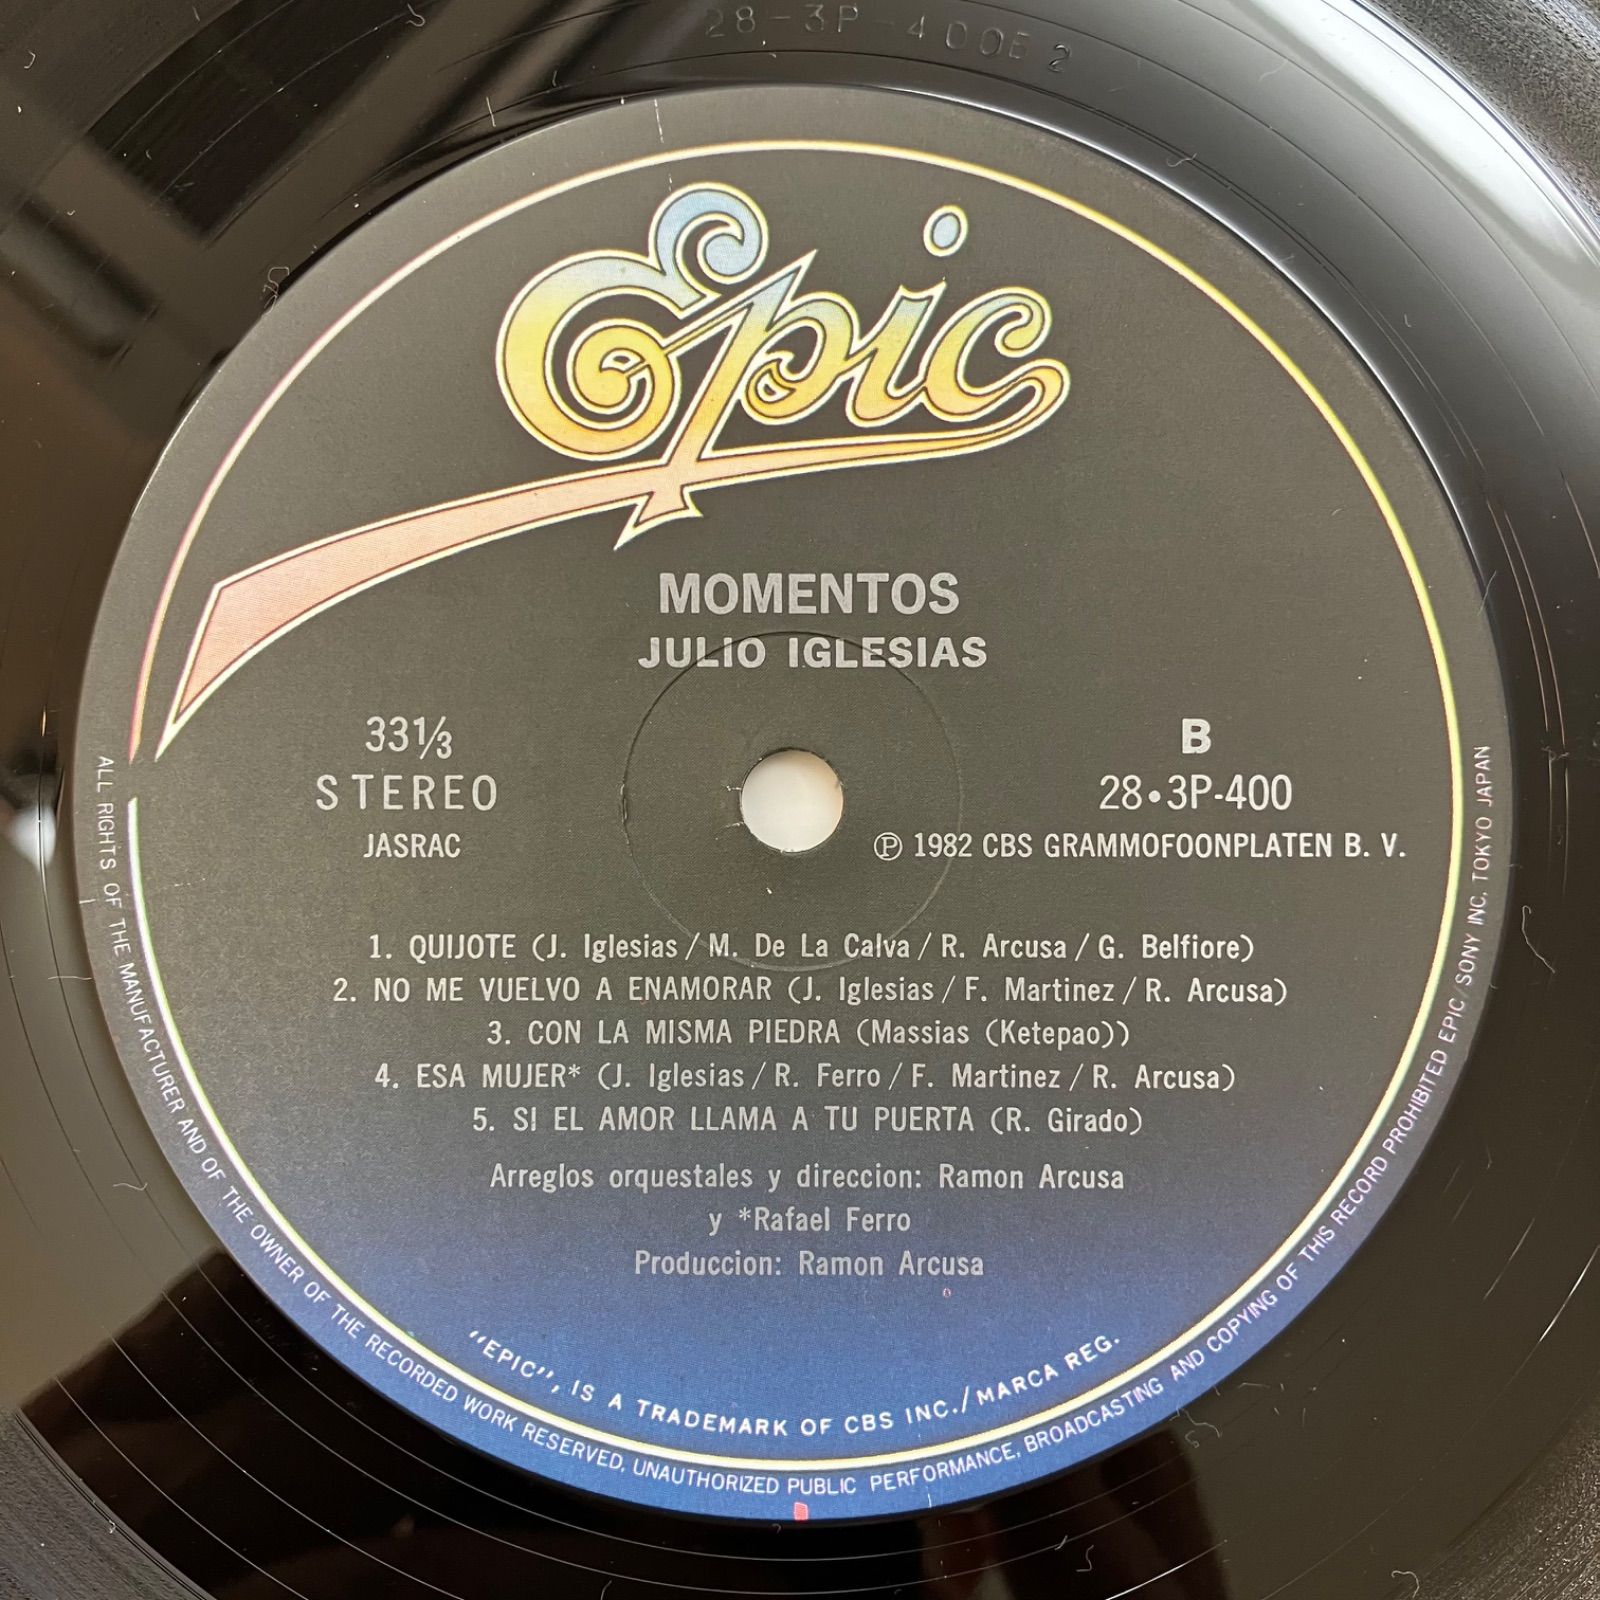 28-3P-400B2
Epic
MOMENTOS
JULIO IGLESIAS
33⅓
STEREO
JASRAC
B
28•3P-400
℗ 1982 CBS GRAMMOFOONPLATEN B. V.
1. QUIJOTE (J. Iglesias / M. De La Calva / R. Arcusa / G. Belfiore)
2. NO ME VUELVO A ENAMORAR (J. Iglesias / F. Martinez / R. Arcusa)
3. CON LA MISMA PIEDRA (Massias (Ketepao))
4. ESA MUJER* (J. Iglesias / R. Ferro / F. Martinez / R. Arcusa)
5. SI EL AMOR LLAMA A TU PUERTA (R. Girado)
Arreglos orquestales y direccion: Ramon Arcusa
y *Rafael Ferro
Produccion: Ramon Arcusa
"EPIC", IS A TRADEMARK OF CBS INC./MARCA REG.
ALL RIGHTS OF THE MANUFACTURER AND OF THE OWNER OF THE RECORDED WORK RESERVED, UNAUTHORIZED PUBLIC PERFORMANCE, BROADCASTING AND COPYING OF THIS RECORD PROHIBITED EPIC/SONY INC. TOKYO JAPAN